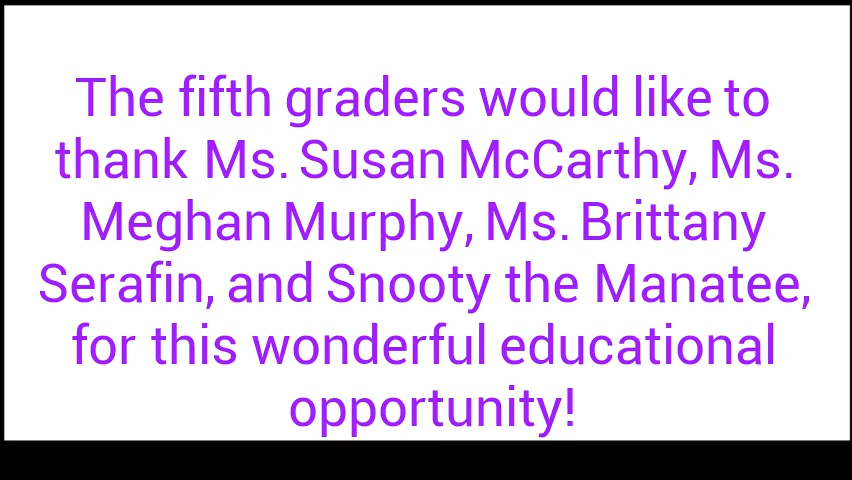 The fifth graders would like to
thank Ms. Susan McCarthy, Ms.
Meghan Murphy, Ms. Brittany
Serafin, and Snooty the Manatee,
for this wonderful educational
opportunity!